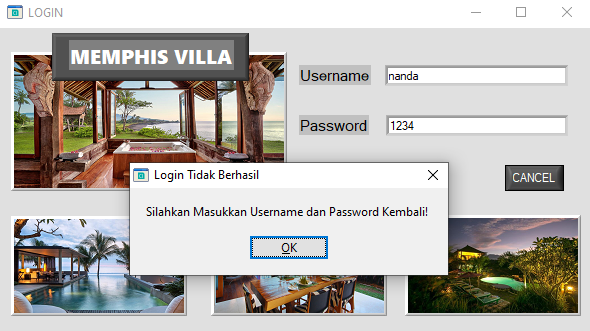 LOGIN
MEMPHIS VILLA
Username
nanda
Password
1234
CANCEL
Login Tidak Berhasil
Silahkan Masukkan Username dan Password Kembali!
OK